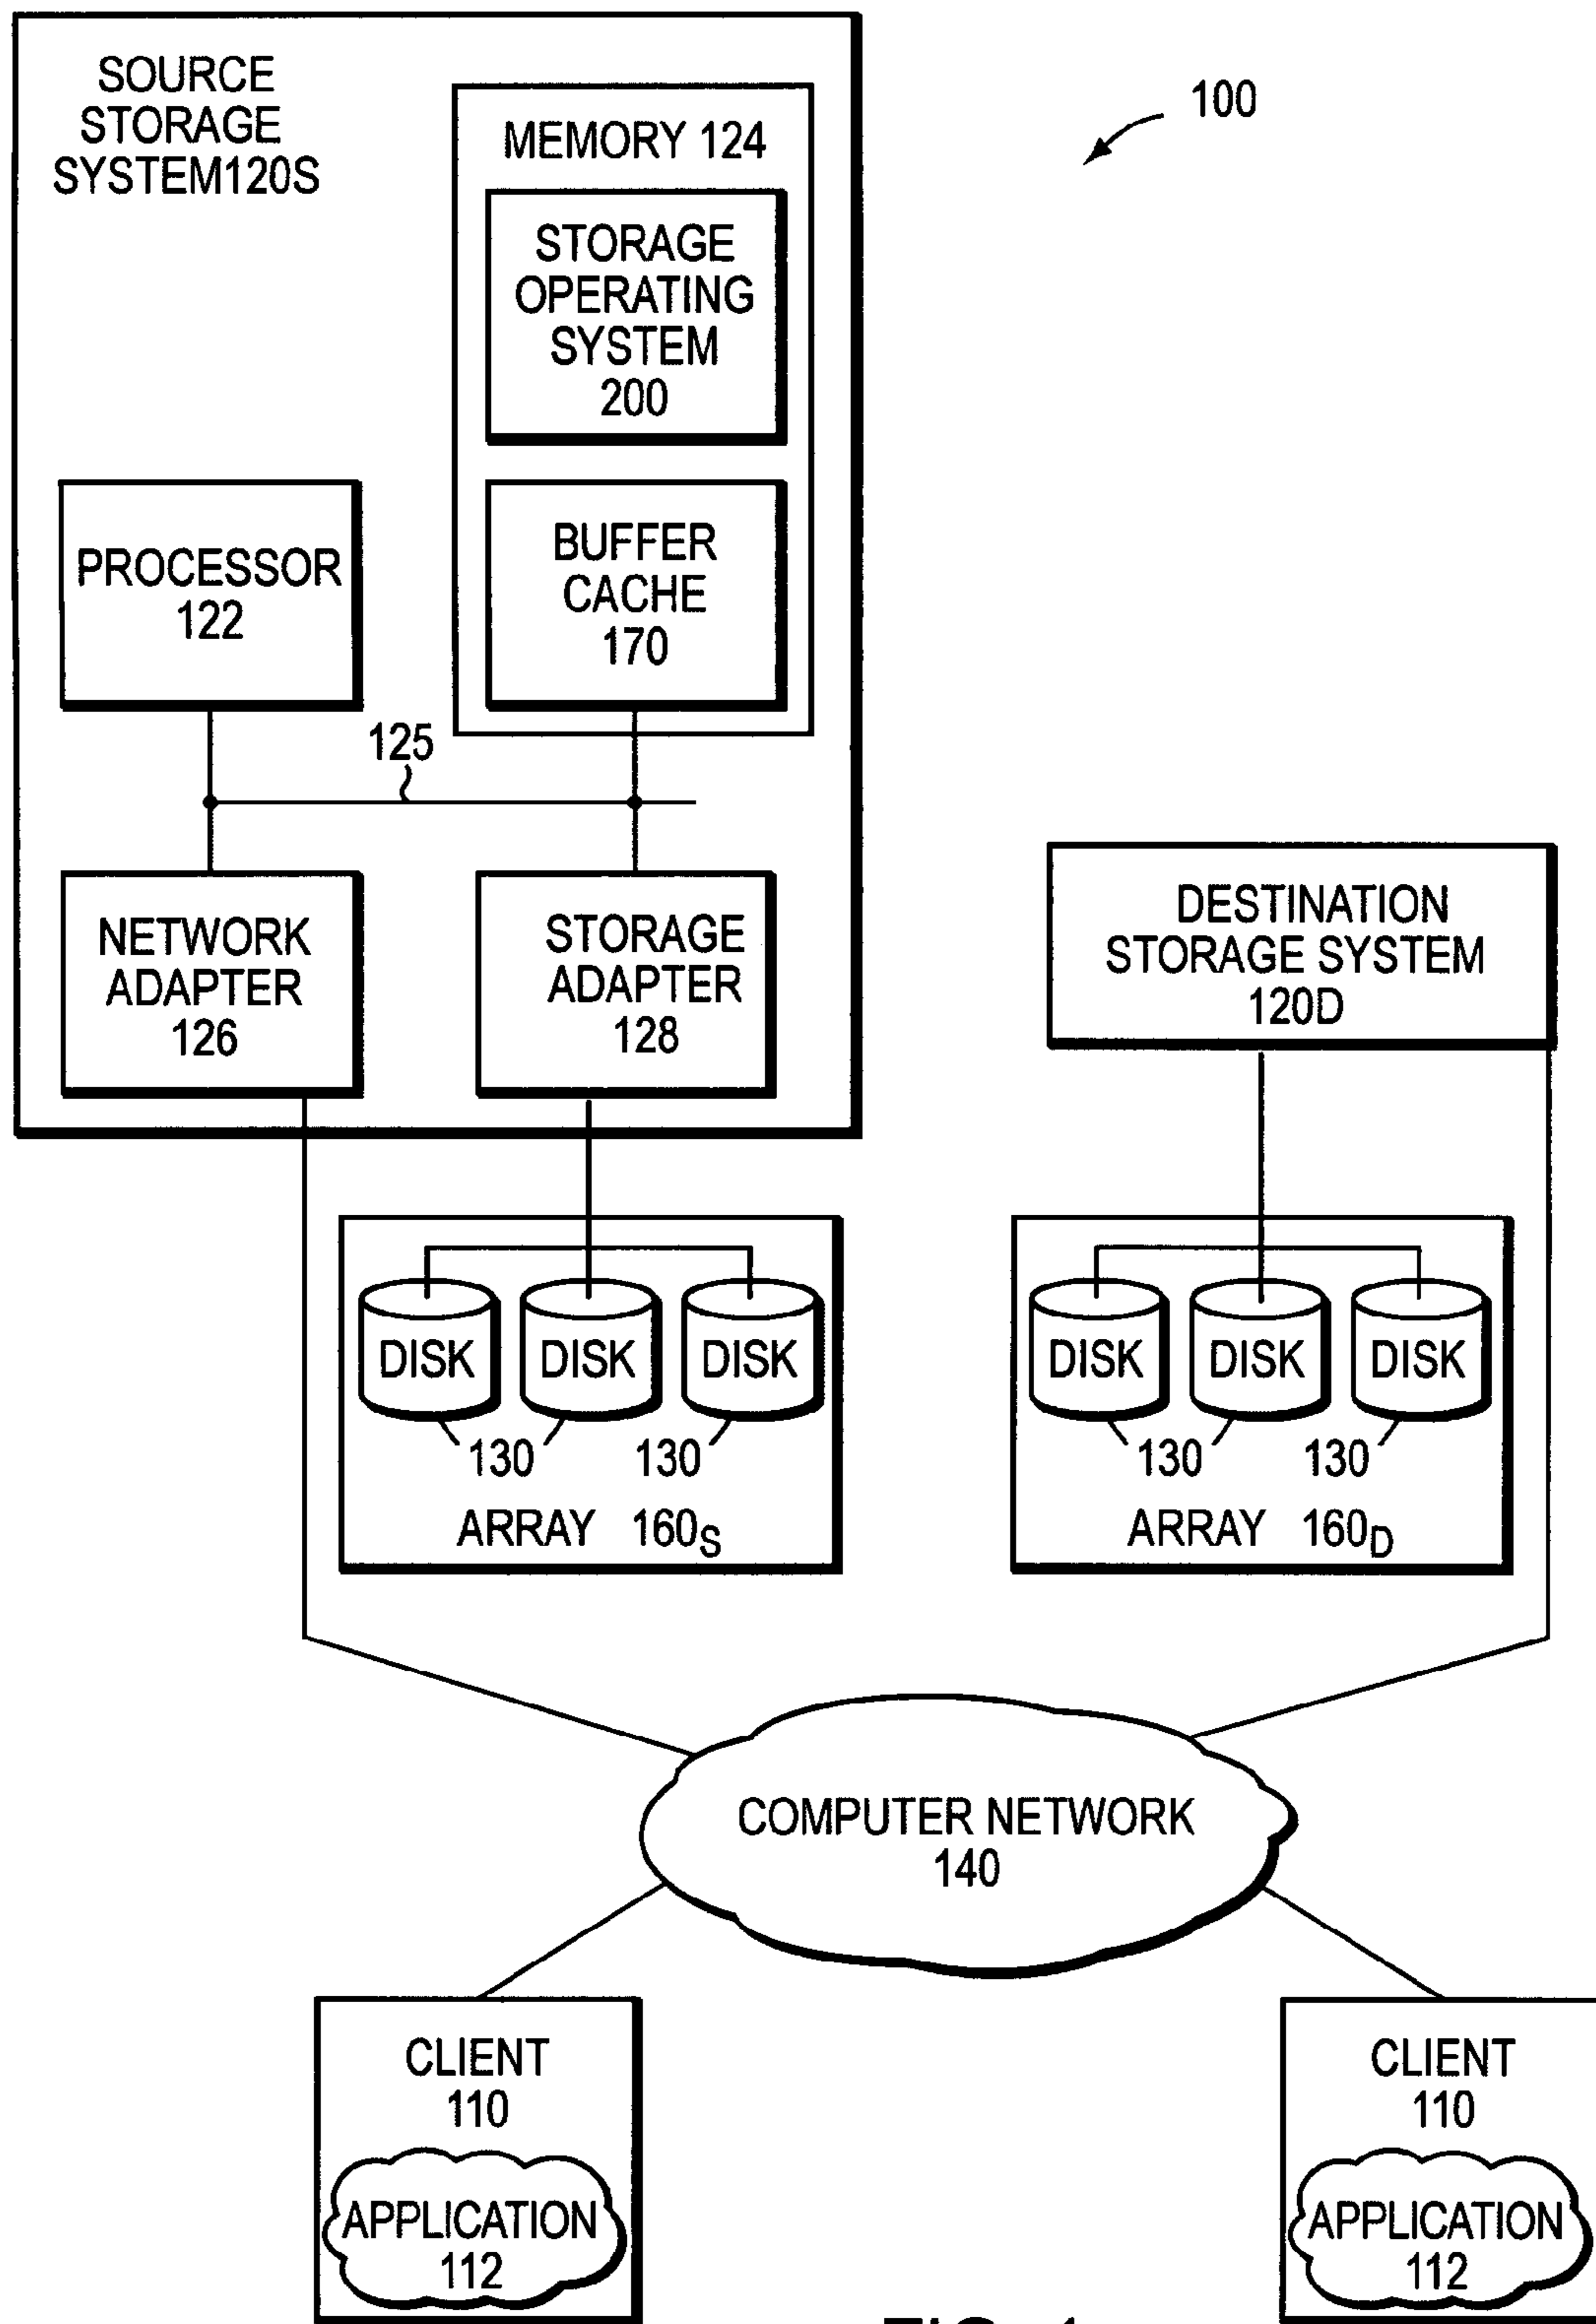 SOURCE
STORAGE
SYSTEM120S
MEMORY 124
STORAGE
OPERATING
SYSTEM
200
100
PROCESSOR
122
BUFFER
CACHE
170
125
NETWORK
ADAPTER
126
STORAGE
ADAPTER
128
DESTINATION
STORAGE SYSTEM
120D
DISK DISK DISK
130 130
ARRAY 160S
DISK DISK DISK
130 130
ARRAY 160D
COMPUTER NETWORK
140
CLIENT
110
APPLICATION
112
CLIENT
110
APPLICATION
112